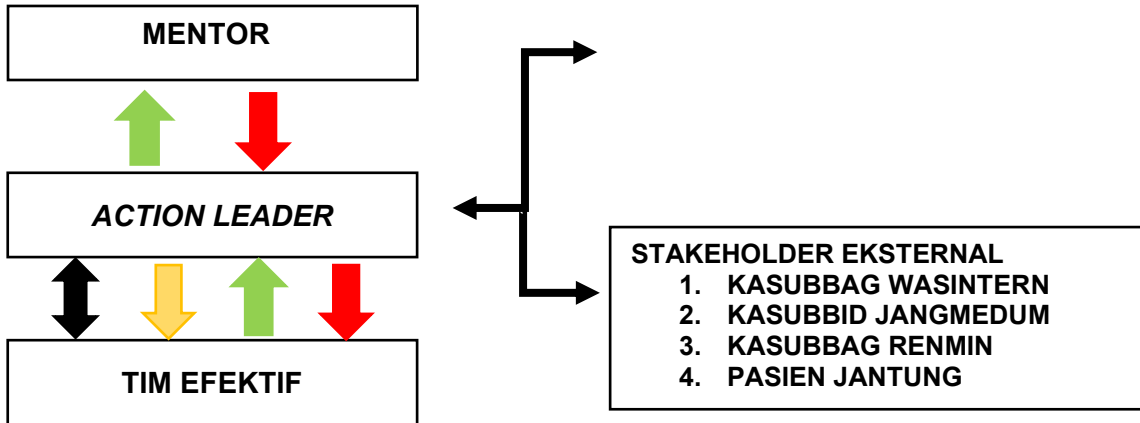 MENTOR
ACTION LEADER
TIM EFEKTIF
STAKEHOLDER EKSTERNAL
1. KASUBBAG WASINTERN
2. KASUBBID JANGMEDUM
3. KASUBBAG RENMIN
4. PASIEN JANTUNG